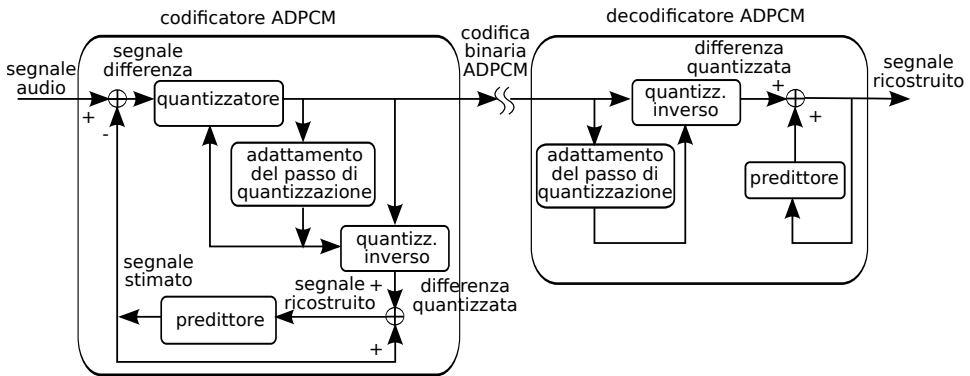 codificatore ADPCM
segnale
audio
+
-
segnale
differenza
quantizzatore
adattamento
del passo di
quantizzazione
quantizz.
inverso
+
differenza
quantizzata
segnale
ricostruito
+
predittore
segnale
stimato
codifica
binaria
ADPCM
decodificatore ADPCM
quantizz.
inverso
adattamento
del passo di
quantizzazione
differenza
quantizzata
+
+
predittore
segnale
ricostruito